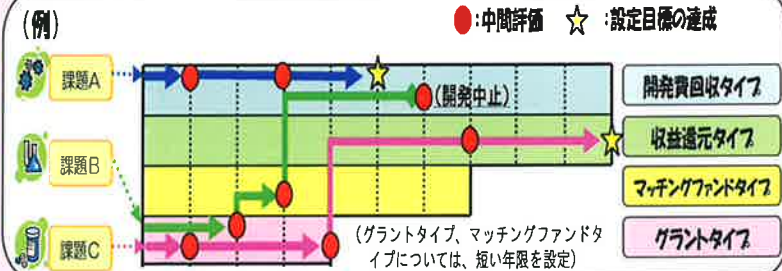 (例)
:中間評価 :設定目標の達成
課題A
(開発中止)
開発費回収タイプ
収益還元タイプ
課題B
マッチングファンドタイプ
課題C
(グラントタイプ、マッチングファンドタ
イプについては、短い年限を設定)
グラントタイプ